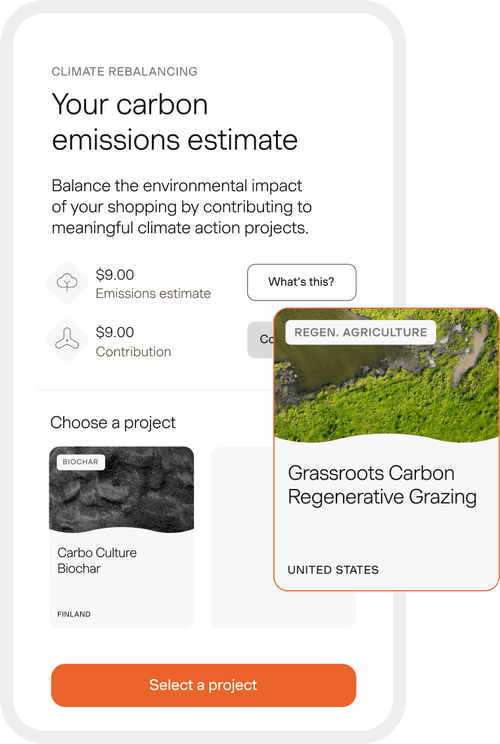 CLIMATE REBALANCING
Your carbon
emissions estimate
Balance the environmental impact
of your shopping by contributing to
meaningful climate action projects.
$9.00
Emissions estimate
What's this?
$9.00
Contribution
Choose a project
BIOCHAR
Carbo Culture
Biochar
FINLAND
REGEN. AGRICULTURE
Grassroots Carbon
Regenerative Grazing
UNITED STATES
Select a project